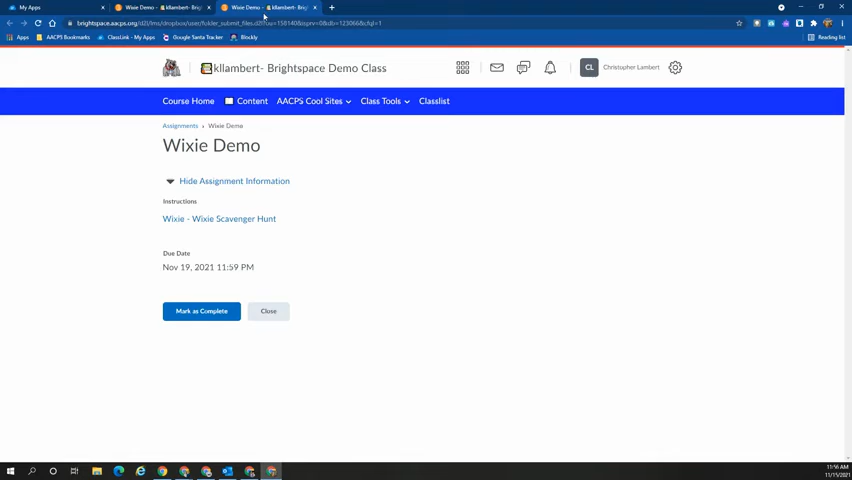 My Apps
Wixie Demo - kllambert- Brigh
Wixie Demo - kllambert- Brigh
Apps
AACPS Bookmarks
ClassLink - My Apps
Google Santa Tracker
Blockly
Reading list
kllambert- Brightspace Demo Class
CL
Christopher Lambert
Course Home
Content
AACPS Cool Sites
Class Tools
Classlist
Assignments › Wixie Demo
Wixie Demo
Hide Assignment Information
Instructions
Wixie - Wixie Scavenger Hunt
Due Date
Nov 19, 2021 11:59 PM
Mark as Complete
Close
11:56 AM
11/15/2021